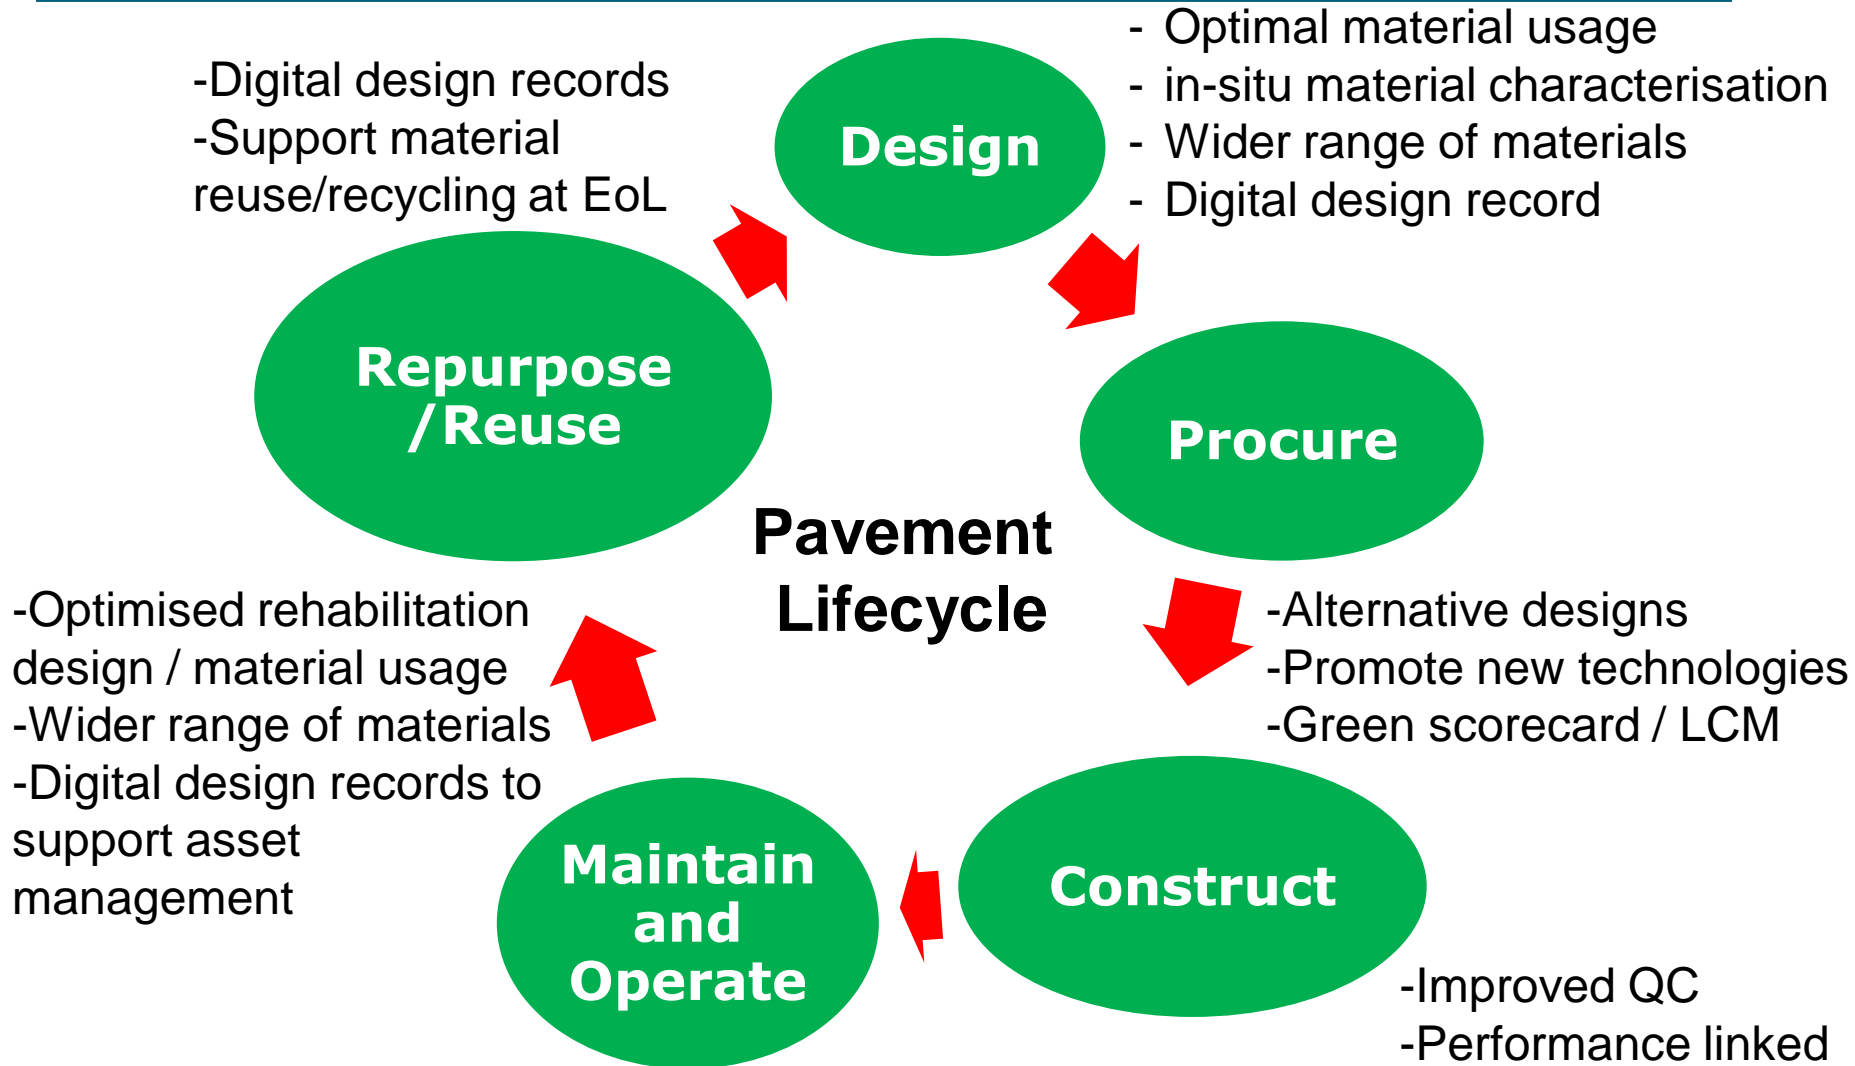 - Optimal material usage
- in-situ material characterisation
- Wider range of materials
- Digital design record
-Digital design records
-Support material
reuse/recycling at EoL
Design
Repurpose
/Reuse
Procure
Pavement
Lifecycle
-Alternative designs
-Promote new technologies
-Green scorecard / LCM
-Optimised rehabilitation
design / material usage
-Wider range of materials
-Digital design records to
support asset
management
Maintain
and
Operate
Construct
-Improved QC
-Performance linked